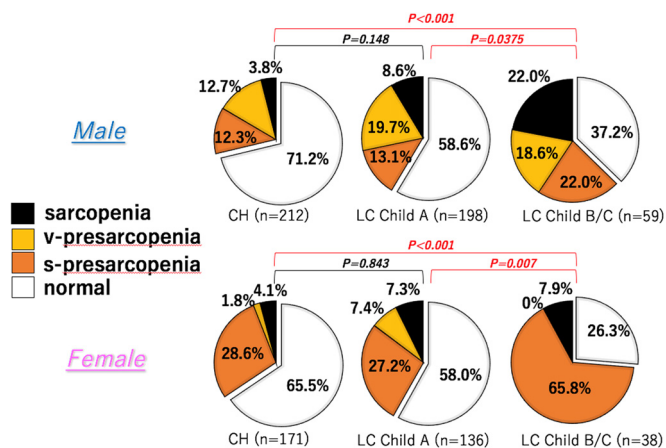 P<0.001
P=0.148
P=0.0375
Male
12.7%
3.8%
12.3%
71.2%
CH (n=212)
8.6%
19.7%
13.1%
58.6%
LC Child A (n=198)
22.0%
37.2%
18.6%
22.0%
LC Child B/C (n=59)
sarcopenia
v-presarcopenia
s-presarcopenia
normal
P<0.001
P=0.843
P=0.007
Female
1.8%
4.1%
28.6%
65.5%
CH (n=171)
7.4%
7.3%
27.2%
58.0%
LC Child A (n=136)
7.9%
0%
26.3%
65.8%
LC Child B/C (n=38)